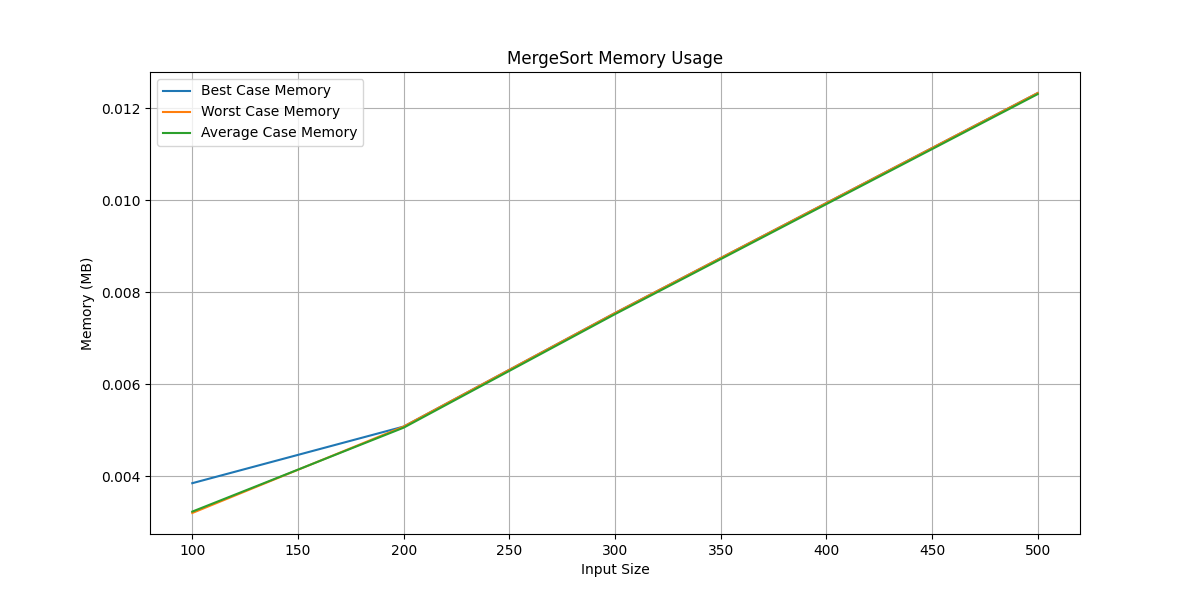 MergeSort Memory Usage
Best Case Memory
Worst Case Memory
Average Case Memory
Memory (MB)
0.012
0.010
0.008
0.006
0.004
100 150 200 250 300 350 400 450 500
Input Size